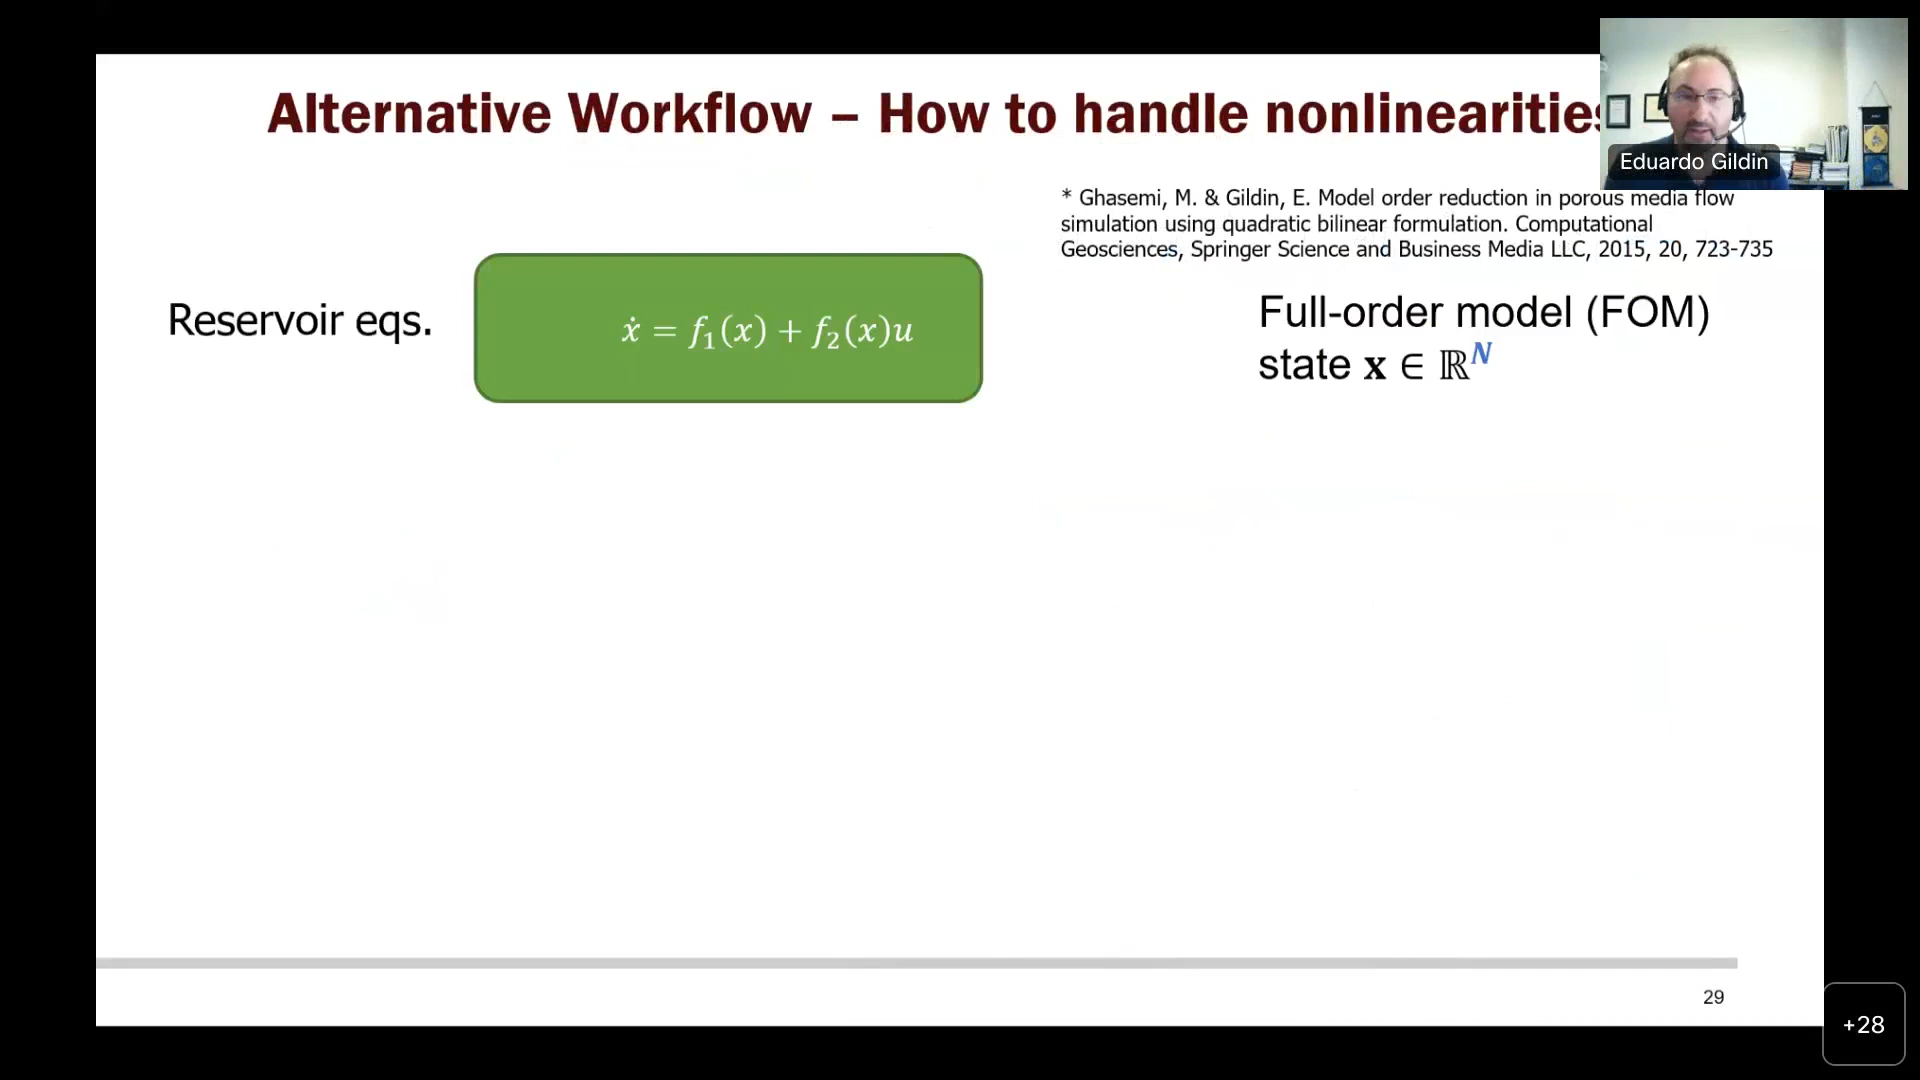 Alternative Workflow – How to handle nonlinearities
Eduardo Gildin
* Ghasemi, M. & Gildin, E. Model order reduction in porous media flow
simulation using quadratic bilinear formulation. Computational
Geosciences, Springer Science and Business Media LLC, 2015, 20, 723-735
Reservoir eqs.
ẋ = f₁(x) + f₂(x)u
Full-order model (FOM)
state x ∈ ℝᴺ
29
+28